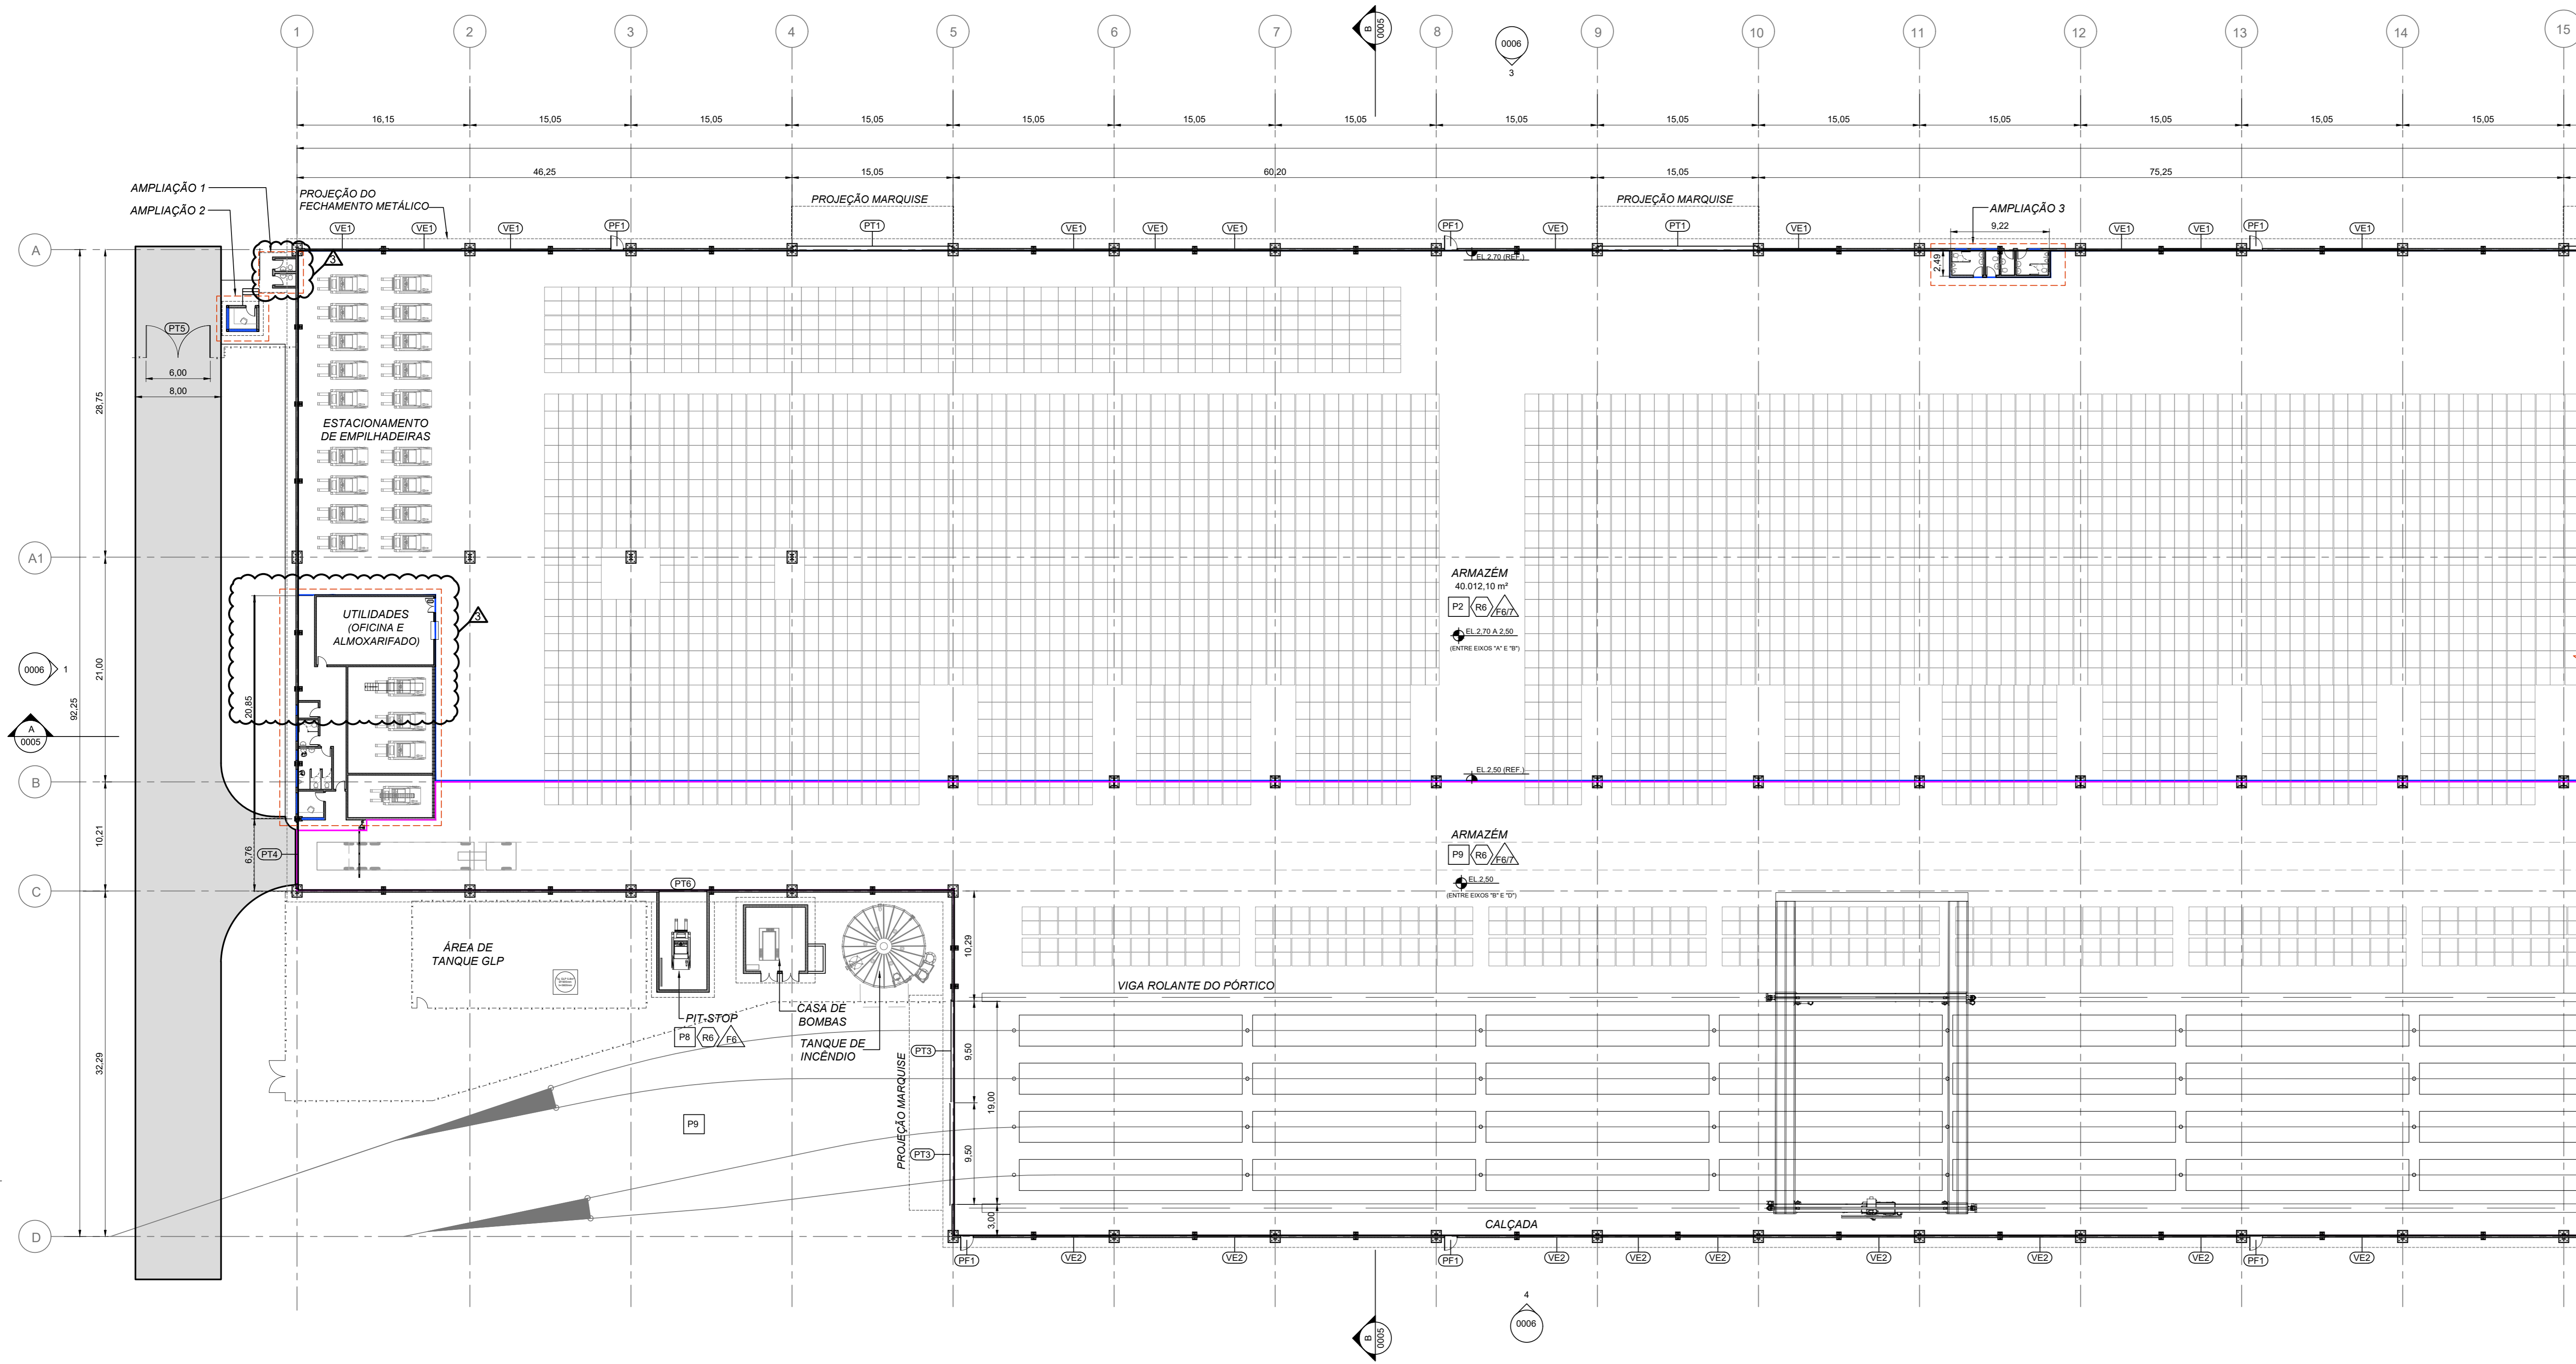 1 2 3 4 5 6 7 8 9 10 11 12 13 14 15
B
0005
0006
3
16,15 15,05 15,05 15,05 15,05 15,05 15,05 15,05 15,05 15,05 15,05 15,05 15,05 15,05
46,25 15,05 60,20 15,05 75,25
AMPLIAÇÃO 1
AMPLIAÇÃO 2
PROJEÇÃO DO
FECHAMENTO METÁLICO
PROJEÇÃO MARQUISE
PROJEÇÃO MARQUISE
AMPLIAÇÃO 3
9,22
2,49
VE1 VE1 VE1 PF1 PT1 VE1 VE1 VE1 PF1 VE1 PT1 VE1 VE1 VE1 PF1 VE1
A
3
EL.2,70 (REF.)
PT5
6,00
8,00
28,75
ESTACIONAMENTO
DE EMPILHADEIRAS
A1
ARMAZÉM
40.012,10 m²
P2 R6 F6/7
EL.2,70 A 2,50
(ENTRE EIXOS "A" E "B")
UTILIDADES
(OFICINA E
ALMOXARIFADO)
3
0006
1
21,00
92,25
20,85
A
0005
B
EL.2,50 (REF.)
10,21
6,76
PT4
ARMAZÉM
P9 R6 F6/7
EL.2,50
(ENTRE EIXOS "B" E "D")
C
PT6
ÁREA DE
TANQUE GLP
10,29
VIGA ROLANTE DO PÓRTICO
PIT-STOP
P8 R6 F6
CASA DE
BOMBAS
TANQUE DE
INCÊNDIO
PROJEÇÃO MARQUISE
PT3
9,50
19,00
32,29
P9
PT3
9,50
3,00
CALÇADA
D
PF1 VE2 VE2 PF1 VE2 VE2 VE2 VE2 VE2 VE2 PF1 VE2
4
0006
B
0005